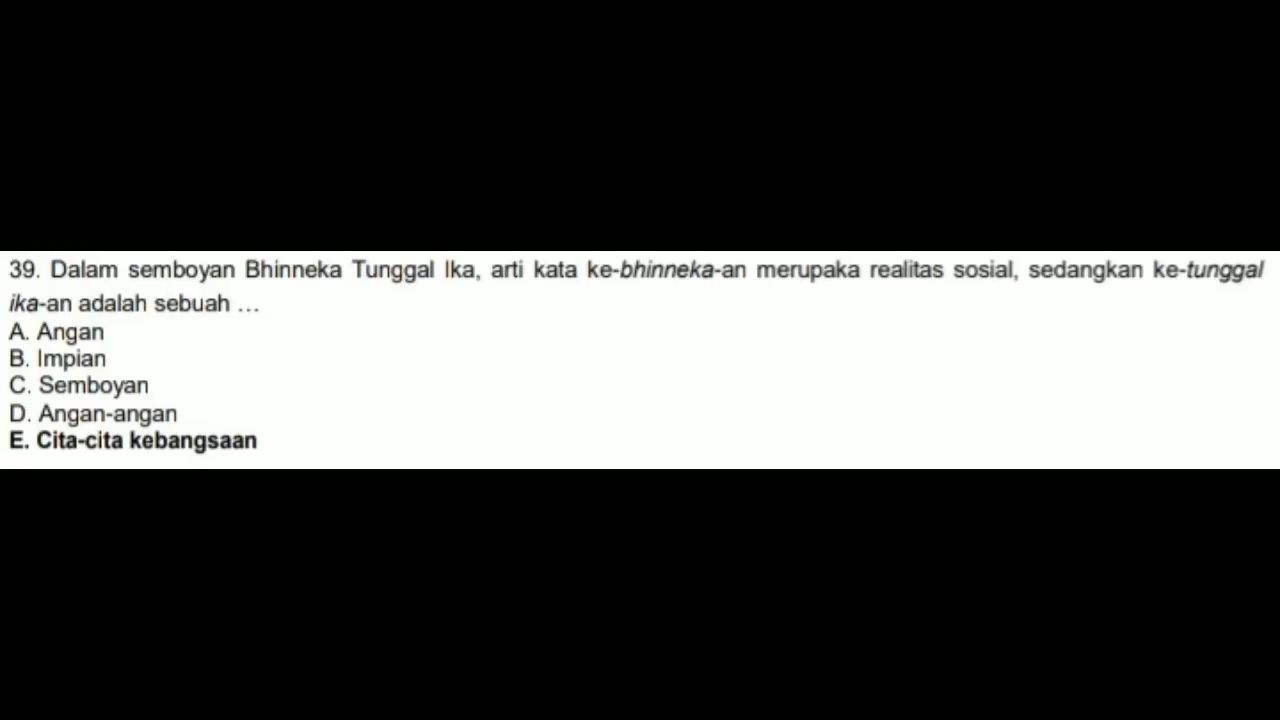 39. Dalam semboyan Bhinneka Tunggal Ika, arti kata ke-bhinneka-an merupaka realitas sosial, sedangkan ke-tunggal
ika-an adalah sebuah …
A. Angan
B. Impian
C. Semboyan
D. Angan-angan
E. Cita-cita kebangsaan